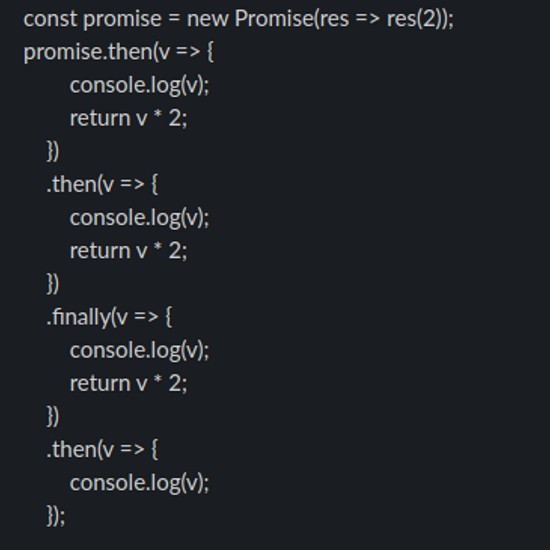 const promise = new Promise(res => res(2));
promise.then(v => {
        console.log(v);
        return v * 2;
    })
    .then(v => {
        console.log(v);
        return v * 2;
    })
    .finally(v => {
        console.log(v);
        return v * 2;
    })
    .then(v => {
        console.log(v);
    });